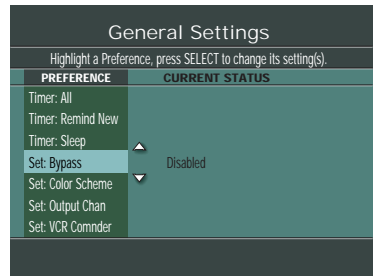 General Settings
Highlight a Preference, press SELECT to change its setting(s).
PREFERENCE CURRENT STATUS
Timer: All
Timer: Remind New
Timer: Sleep
Set: Bypass Disabled
Set: Color Scheme
Set: Output Chan
Set: VCR Comnder